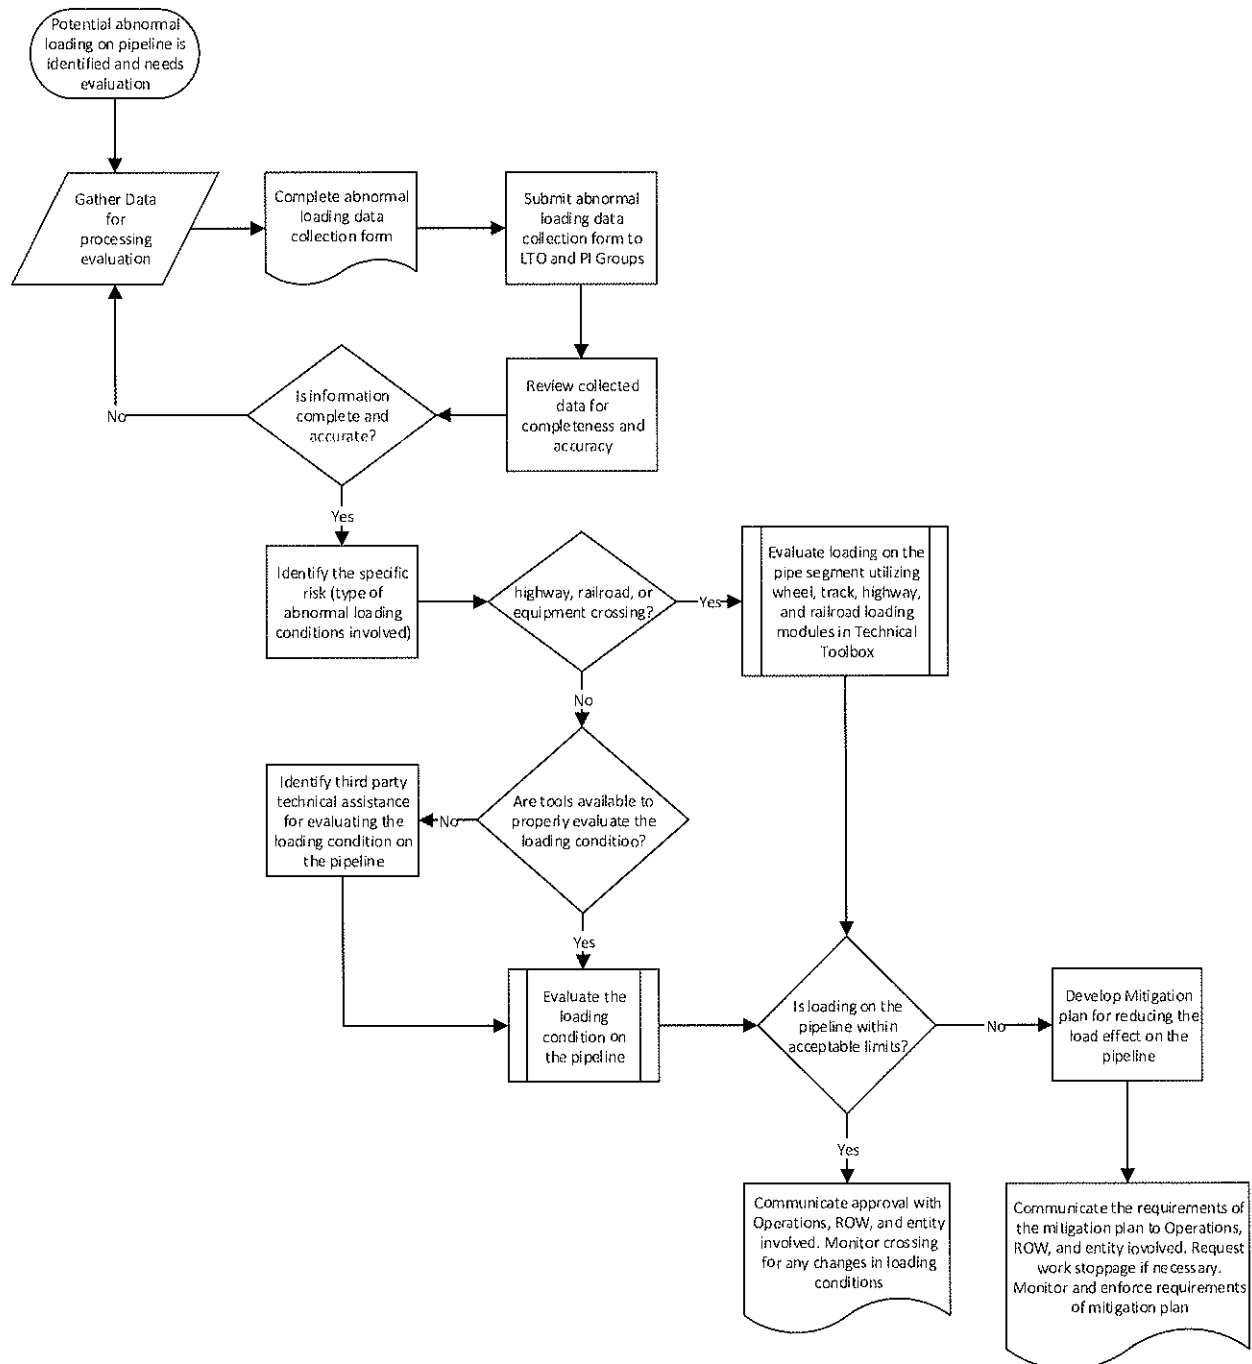 Potential abnormal
loading on pipeline is
identified and needs
evaluation
Gather Data
for
processing
evaluation
Complete abnormal
loading data
collection form
Submit abnormal
loading data
collection form to
LTO and PI Groups
Review collected
data for
completeness and
accuracy
Is information
complete and
accurate?
No
Yes
Identify the specific
risk (type of
abnormal loading
conditions involved)
highway, railroad, or
equipment crossing?
Yes
Evaluate loading on the
pipe segment utilizing
wheel, track, highway,
and railroad loading
modules in Technical
Toolbox
No
Are tools available to
properly evaluate the
loading condition?
No
Identify third party
technical assistance
for evaluating the
loading condition on
the pipeline
Yes
Evaluate the
loading
condition on
the pipeline
Is loading on the
pipeline within
acceptable limits?
No
Develop Mitigation
plan for reducing the
load effect on the
pipeline
Yes
Communicate approval with
Operations, ROW, and entity
involved. Monitor crossing
for any changes in loading
conditions
Communicate the requirements of
the mitigation plan to Operations,
ROW, and entity involved. Request
work stoppage if necessary.
Monitor and enforce requirements
of mitigation plan